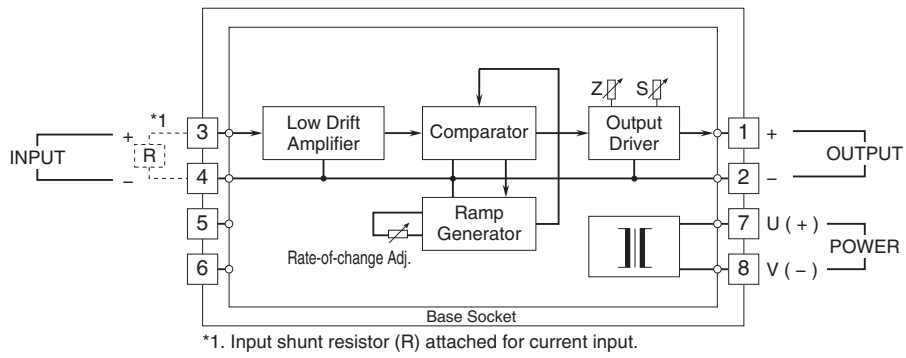 Z S
*1
3
Low Drift
Amplifier
Comparator
Output
Driver
1 +
INPUT
+
R
−
OUTPUT
4
2 −
5
Ramp
Generator
7 U ( + )
Rate-of-change Adj.
POWER
6
8 V ( − )
Base Socket
*1. Input shunt resistor (R) attached for current input.